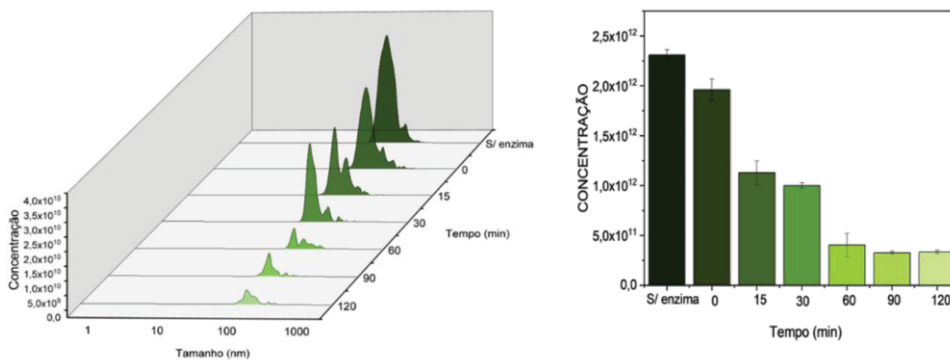 Concentração
4,0x10¹⁰
3,5x10¹⁰
3,0x10¹⁰
2,5x10¹⁰
2,0x10¹⁰
1,5x10¹⁰
1,0x10¹⁰
5,0x10⁹
0,0
1
10
100
1000
Tamanho (nm)
S/ enzima
0
15
30
60
90
120
Tempo (min)
CONCENTRAÇÃO
2,5x10¹²
2,0x10¹²
1,5x10¹²
1,0x10¹²
5,0x10¹¹
0,0
S/ enzima 0 15 30 60 90 120
Tempo (min)